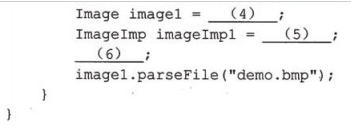 Image image1 = (4) ;
ImageImp imageImp1 = (5) ;
(6) ;
image1.parseFile("demo.bmp");
}
}